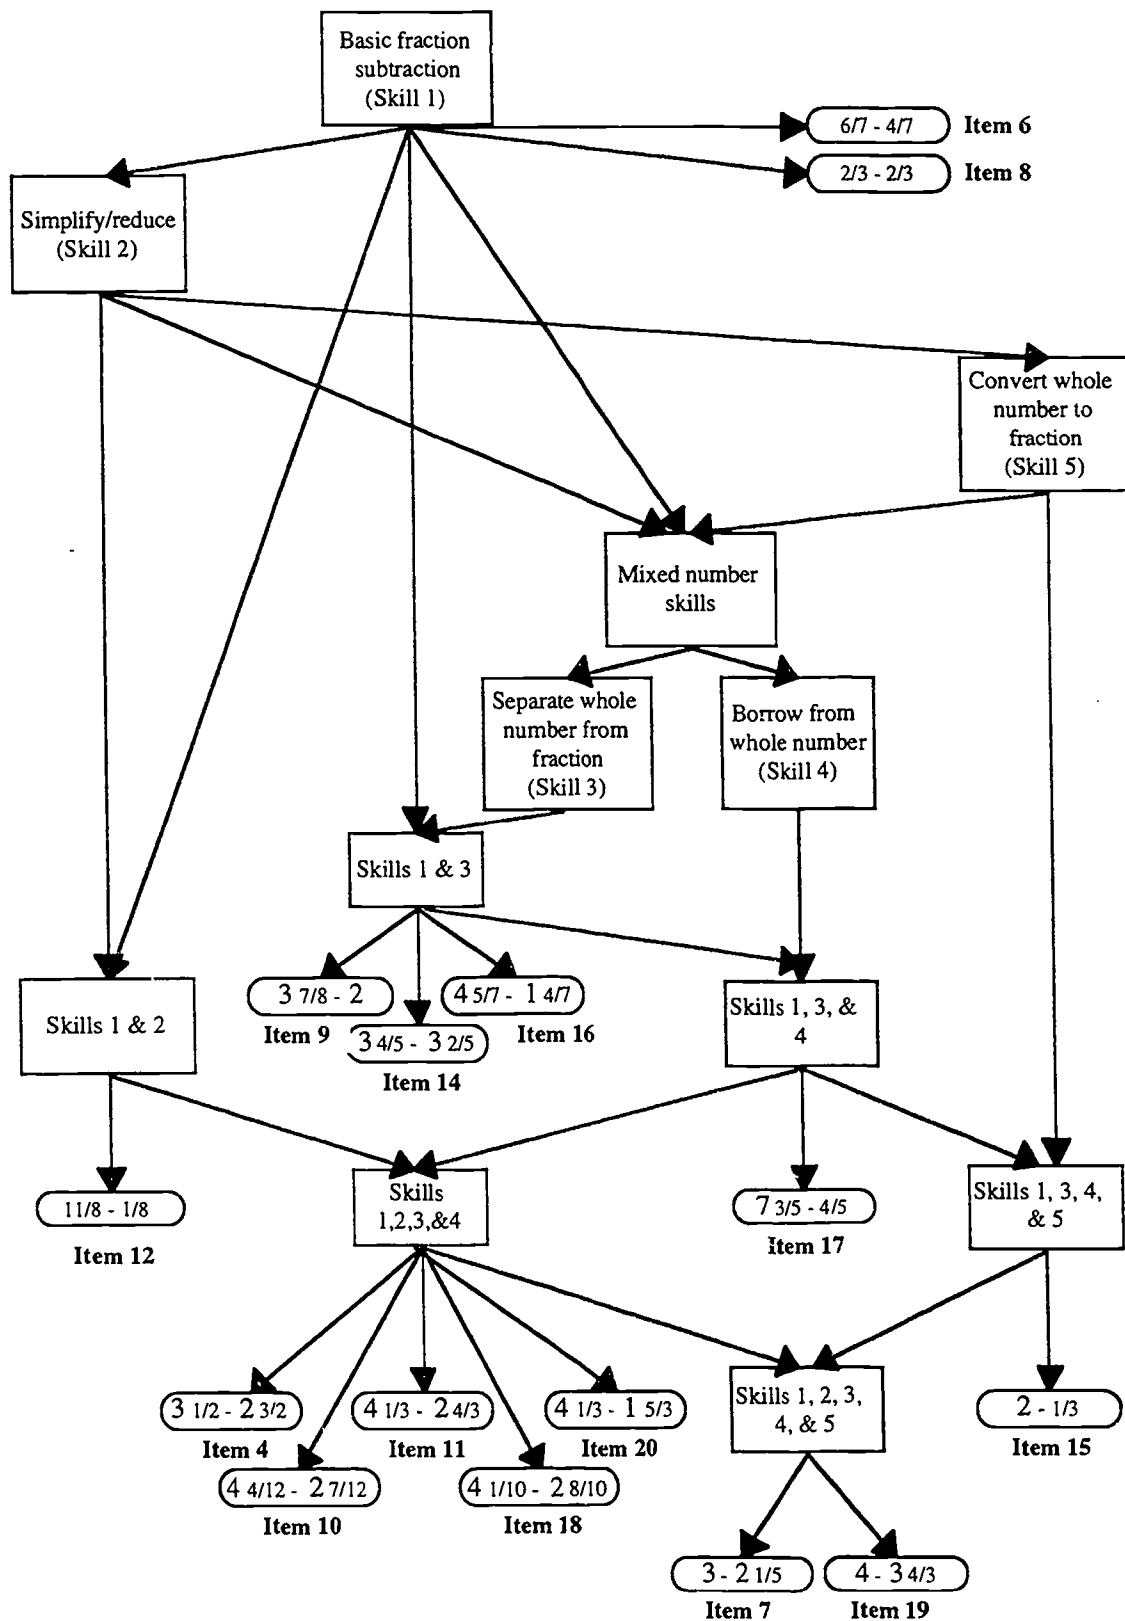 Basic fraction
subtraction
(Skill 1)
6/7 - 4/7
Item 6
2/3 - 2/3
Item 8
Simplify/reduce
(Skill 2)
Convert whole
number to
fraction
(Skill 5)
Mixed number
skills
Separate whole
number from
fraction
(Skill 3)
Borrow from
whole number
(Skill 4)
Skills 1 & 3
3 7/8 - 2
Item 9
3 4/5 - 3 2/5
Item 14
4 5/7 - 1 4/7
Item 16
Skills 1 & 2
Skills 1, 3, &
4
11/8 - 1/8
Item 12
Skills
1,2,3,&4
7 3/5 - 4/5
Item 17
Skills 1, 3, 4,
& 5
3 1/2 - 2 3/2
Item 4
4 1/3 - 2 4/3
Item 11
4 1/3 - 1 5/3
Item 20
4 4/12 - 2 7/12
Item 10
4 1/10 - 2 8/10
Item 18
Skills 1, 2, 3,
4, & 5
2 - 1/3
Item 15
3 - 2 1/5
Item 7
4 - 3 4/3
Item 19